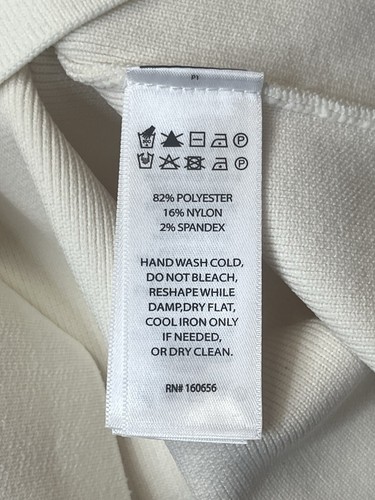 P1
P
P
82% POLYESTER
16% NYLON
2% SPANDEX
HAND WASH COLD,
DO NOT BLEACH,
RESHAPE WHILE
DAMP,DRY FLAT,
COOL IRON ONLY
IF NEEDED,
OR DRY CLEAN.
RN# 160656